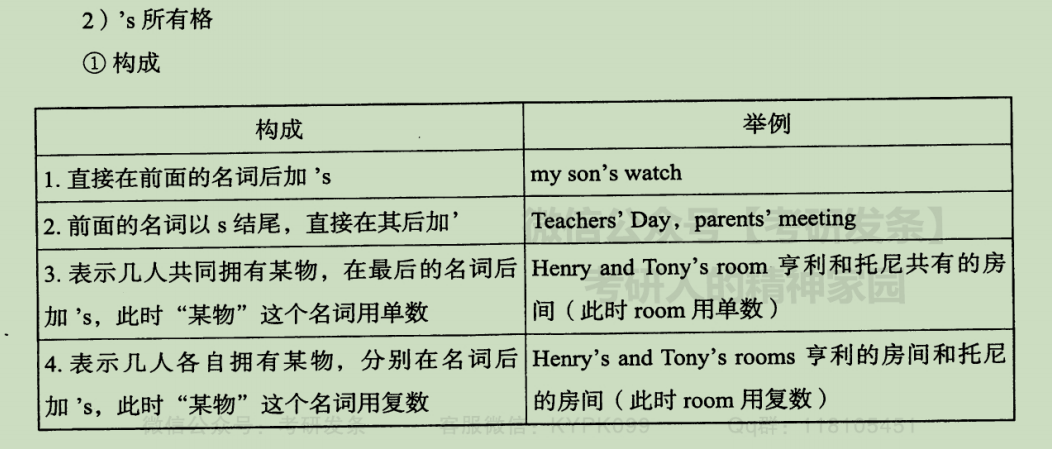 2）’s 所有格
① 构成
构成
举例
1. 直接在前面的名词后加 ’s
my son’s watch
2. 前面的名词以 s 结尾，直接在其后加’
Teachers’ Day，parents’ meeting
3. 表示几人共同拥有某物，在最后的名词后
加 ’s，此时“某物”这个名词用单数
Henry and Tony’s room 亨利和托尼共有的房
间（此时 room 用单数）
4. 表示几人各自拥有某物，分别在名词后
加 ’s，此时“某物”这个名词用复数
Henry’s and Tony’s rooms 亨利的房间和托尼
的房间（此时 room 用复数）
微信公众号【考研发条】
考研人的精神家园
微信公众号：考研发条 客服微信：KYFK099 Qq群：118105451